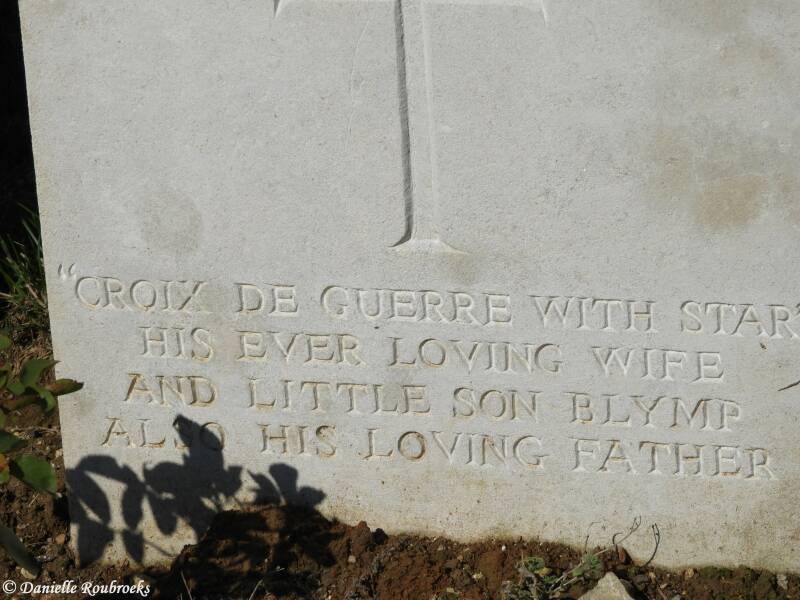 "CROIX DE GUERRE WITH STAR"
HIS EVER LOVING WIFE
AND LITTLE SON BLYMP
ALSO HIS LOVING FATHER
© Danielle Roubroeks